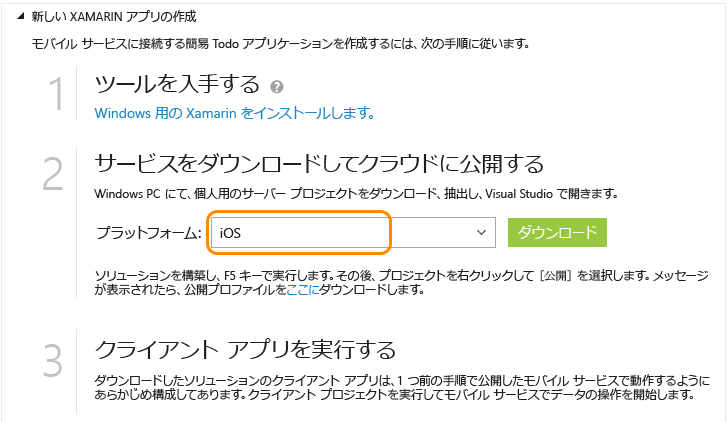 新しい XAMARIN アプリの作成
モバイル サービスに接続する簡易 Todo アプリケーションを作成するには、次の手順に従います。
1 ツールを入手する ?
Windows 用の Xamarin をインストールします。
2 サービスをダウンロードしてクラウドに公開する
Windows PC にて、個人用のサーバー プロジェクトをダウンロード、抽出し、Visual Studio で開きます。
プラットフォーム: iOS ダウンロード
ソリューションを構築し、F5 キーで実行します。その後、プロジェクトを右クリックして [公開] を選択します。メッセージ
が表示されたら、公開プロファイルをここにダウンロードします。
3 クライアント アプリを実行する
ダウンロードしたソリューションのクライアント アプリは、1 つ前の手順で公開したモバイル サービスで動作するように
あらかじめ構成してあります。クライアント プロジェクトを実行してモバイル サービスでデータの操作を開始します。